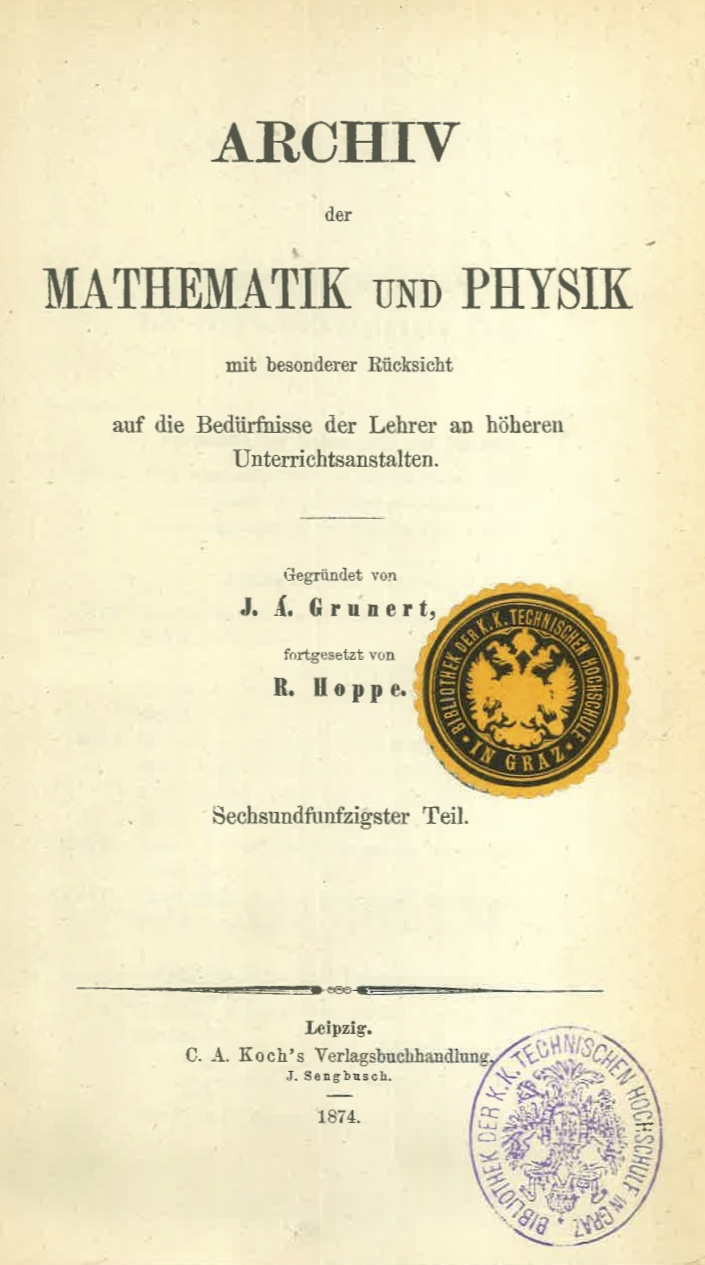 ARCHIV
der
MATHEMATIK UND PHYSIK
mit besonderer Rücksicht
auf die Bedürfnisse der Lehrer an höheren
Unterrichtsanstalten.
Gegründet von
J. A. Grunert,
fortgesetzt von
R. Hoppe.
BIBLIOTHEK DER K. K. TECHNISCHEN HOCHSCHULE
IN GRAZ
Sechsundfunfzigster Teil.
Leipzig.
C. A. Koch's Verlagsbuchhandlung,
J. Sengbusch.
1874.
BIBLIOTHEK DER K. K. TECHNISCHEN HOCHSCHULE IN GRAZ